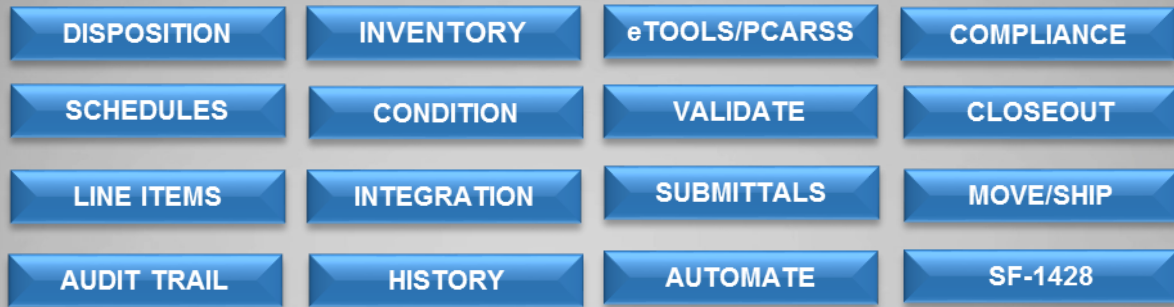 DISPOSITION INVENTORY eTOOLS/PCARSS COMPLIANCE
SCHEDULES CONDITION VALIDATE CLOSEOUT
LINE ITEMS INTEGRATION SUBMITTALS MOVE/SHIP
AUDIT TRAIL HISTORY AUTOMATE SF-1428